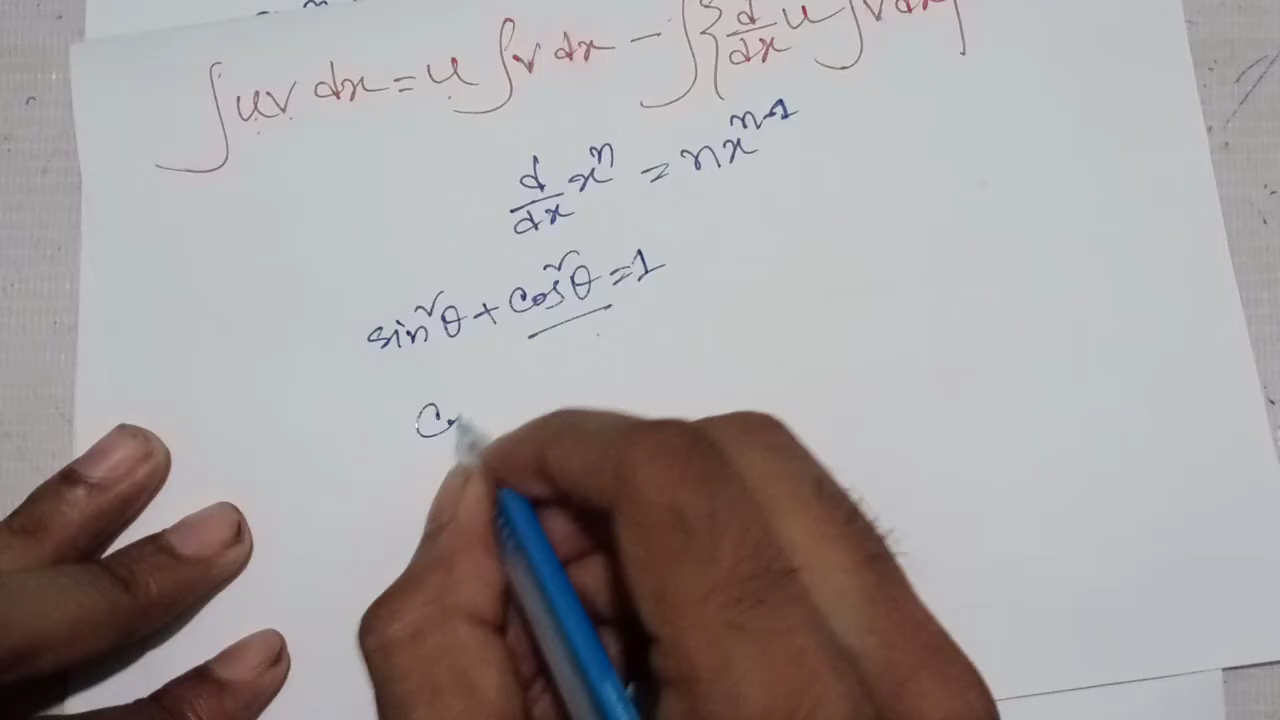 ∫uv dx = u∫v dx − ∫{d/dx u ∫v dx}
d/dx xⁿ = nxⁿ⁻¹
sin²θ + cos²θ = 1
C